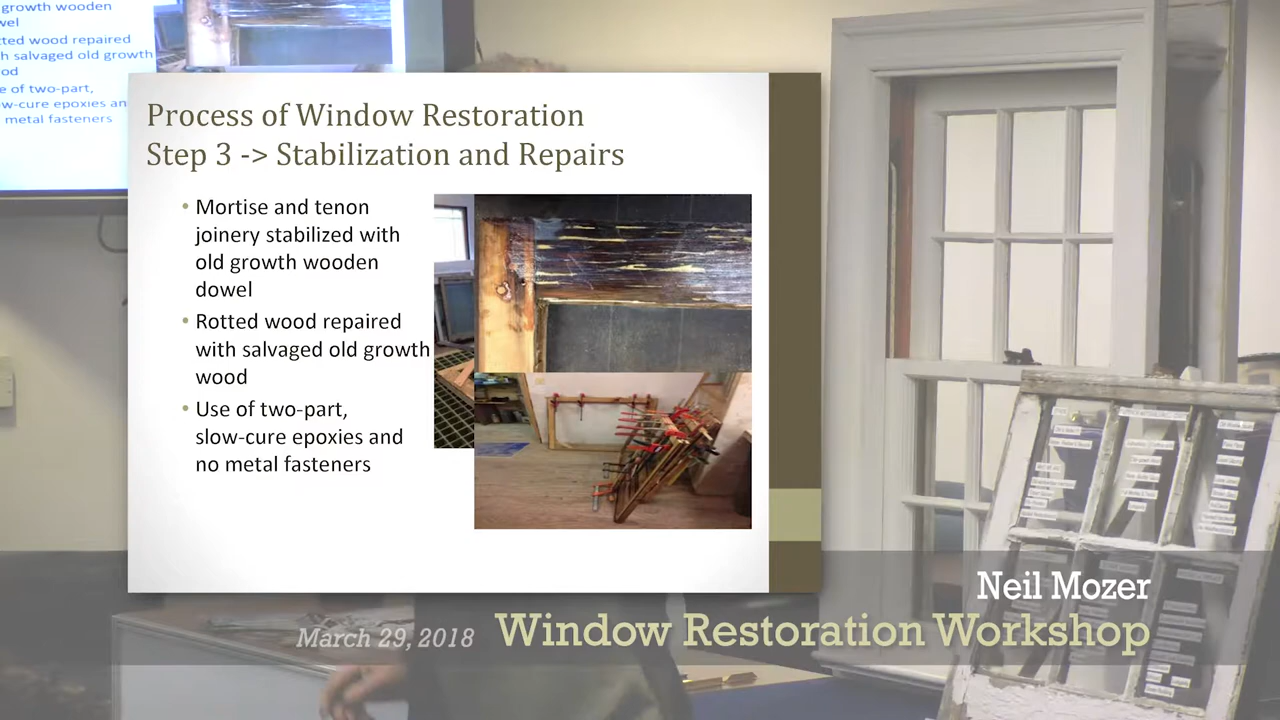 growth wooden
wel
tted wood repaired
h salvaged old growth
od
e of two-part,
w-cure epoxies an
metal fasteners
Process of Window Restoration
Step 3 -> Stabilization and Repairs
• Mortise and tenon
joinery stabilized with
old growth wooden
dowel
• Rotted wood repaired
with salvaged old growth
wood
• Use of two-part,
slow-cure epoxies and
no metal fasteners
Neil Mozer
March 29, 2018 Window Restoration Workshop